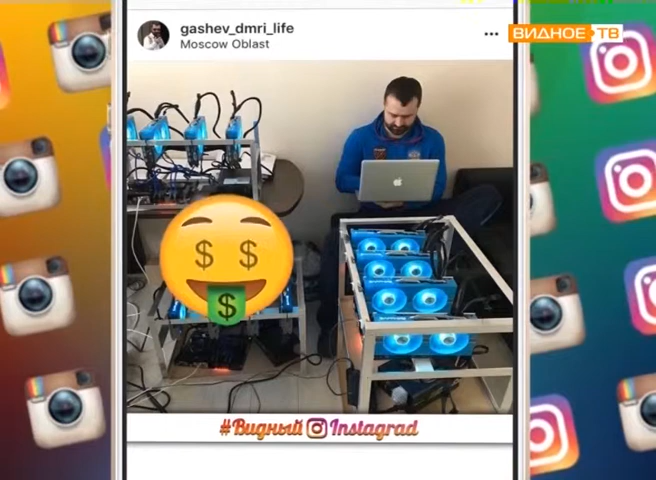 gashev_dmri_life
Moscow Oblast
ВИДНОЕ ТВ
$ $
$
#Видный Instagrad